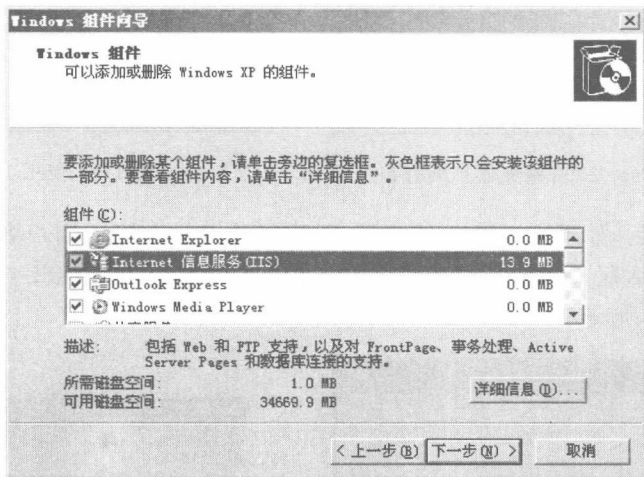 Windows 组件向导
Windows 组件
可以添加或删除 Windows XP 的组件。
要添加或删除某个组件，请单击旁边的复选框。灰色框表示只会安装该组件的
一部分。要查看组件内容，请单击“详细信息”。
组件(C):
Internet Explorer 0.0 MB
Internet 信息服务(IIS) 13.9 MB
Outlook Express 0.0 MB
Windows Media Player 0.0 MB
描述: 包括 Web 和 FTP 支持，以及对 FrontPage、事务处理、Active
Server Pages 和数据库连接的支持。
所需磁盘空间: 1.0 MB
可用磁盘空间: 34669.9 MB
详细信息(D)...
< 上一步(B) 下一步(N) > 取消